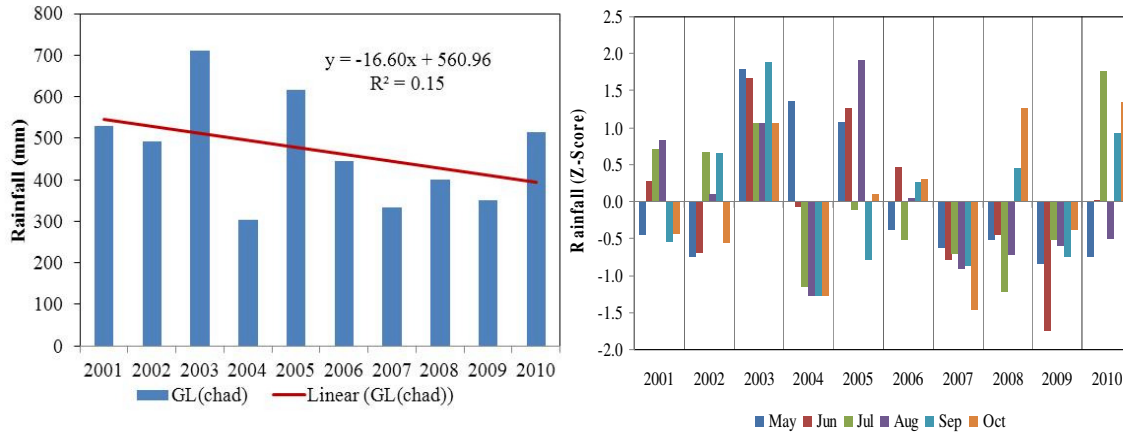 800
700
600
500
400
300
200
100
0
Rainfall (mm)
y = -16.60x + 560.96
R² = 0.15
2001 2002 2003 2004 2005 2006 2007 2008 2009 2010
GL(chad) Linear (GL(chad))
2.5
2.0
1.5
1.0
0.5
0.0
-0.5
-1.0
-1.5
-2.0
Rainfall (Z-Score)
2001 2002 2003 2004 2005 2006 2007 2008 2009 2010
May Jun Jul Aug Sep Oct